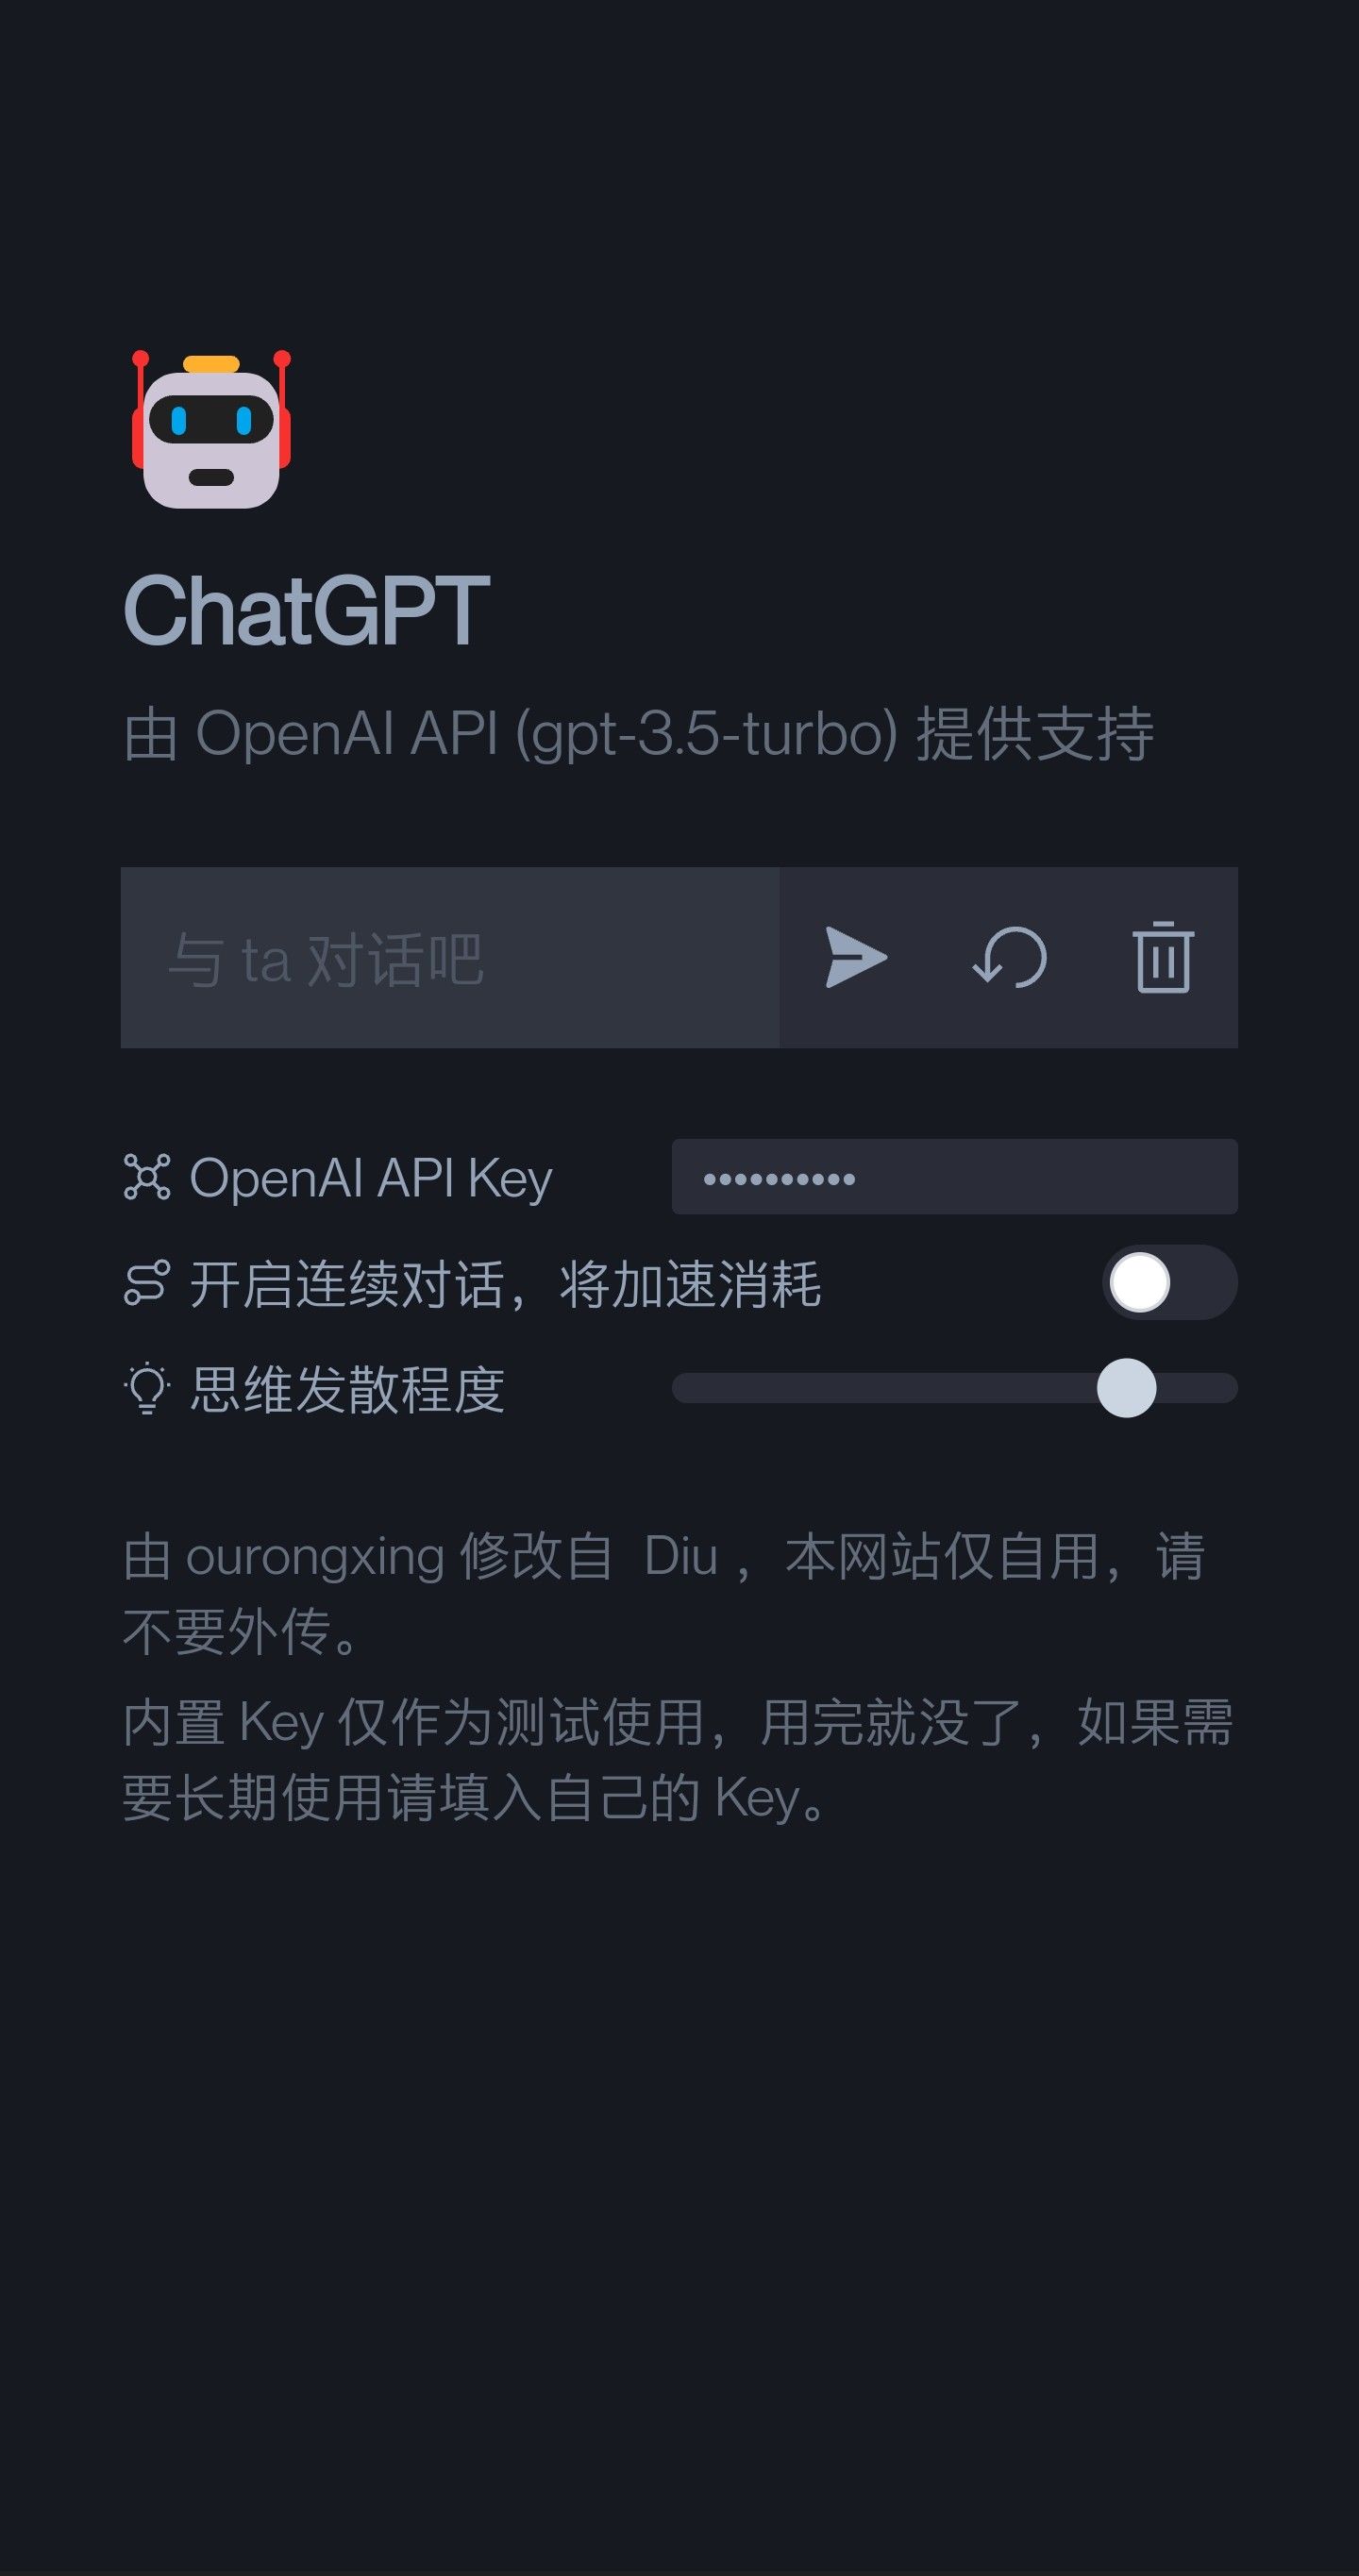 ChatGPT
由 OpenAI API (gpt-3.5-turbo) 提供支持
与 ta 对话吧
OpenAI API Key
开启连续对话，将加速消耗
思维发散程度
由 ourongxing 修改自 Diu ，本网站仅自用，请
不要外传。
内置 Key 仅作为测试使用，用完就没了，如果需
要长期使用请填入自己的 Key。